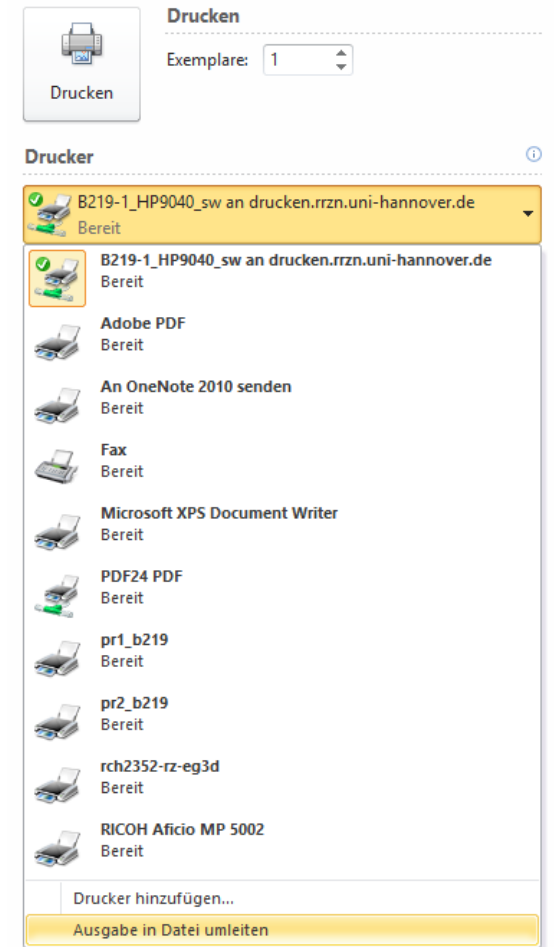 Drucken
Drucken
Exemplare: 1
Drucker
B219-1_HP9040_sw an drucken.rrzn.uni-hannover.de
Bereit
B219-1_HP9040_sw an drucken.rrzn.uni-hannover.de
Bereit
Adobe PDF
Bereit
An OneNote 2010 senden
Bereit
Fax
Bereit
Microsoft XPS Document Writer
Bereit
PDF24 PDF
Bereit
pr1_b219
Bereit
pr2_b219
Bereit
rch2352-rz-eg3d
Bereit
RICOH Aficio MP 5002
Bereit
Drucker hinzufügen...
Ausgabe in Datei umleiten